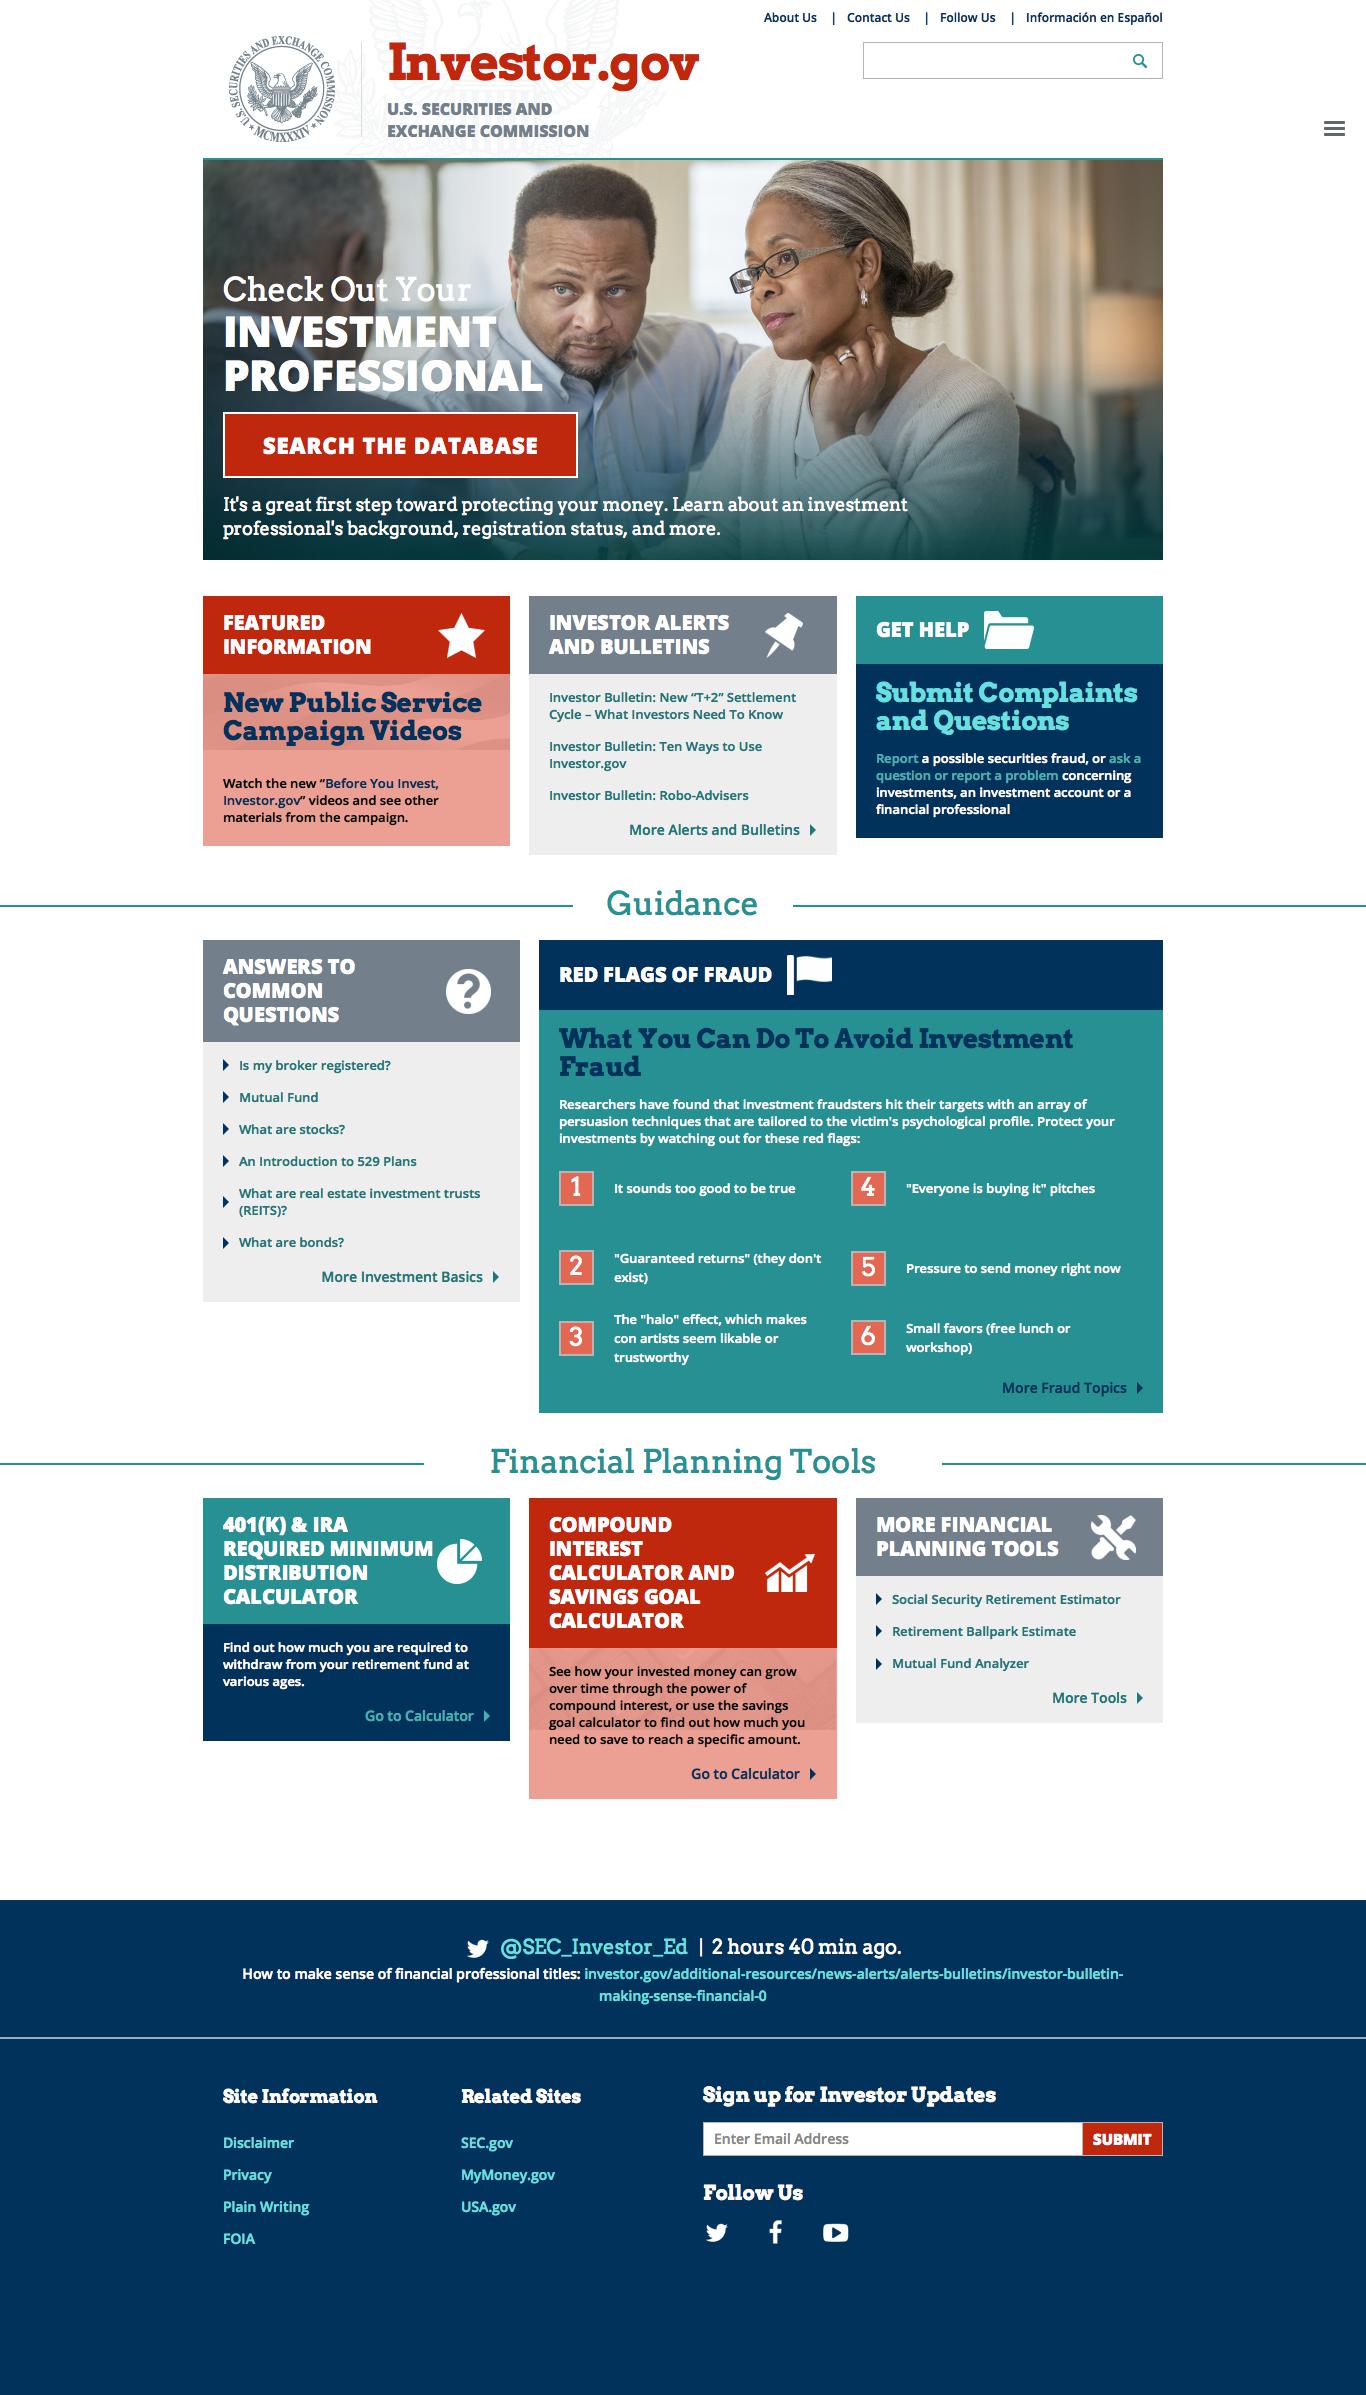 About Us | Contact Us | Follow Us | Información en Español
U.S. SECURITIES AND EXCHANGE COMMISSION
MCMXXXIV
Investor.gov
U.S. SECURITIES AND
EXCHANGE COMMISSION
Check Out Your
INVESTMENT
PROFESSIONAL
SEARCH THE DATABASE
It's a great first step toward protecting your money. Learn about an investment
professional's background, registration status, and more.
FEATURED
INFORMATION
New Public Service
Campaign Videos
Watch the new “Before You Invest,
Investor.gov” videos and see other
materials from the campaign.
INVESTOR ALERTS
AND BULLETINS
Investor Bulletin: New “T+2” Settlement
Cycle – What Investors Need To Know
Investor Bulletin: Ten Ways to Use
Investor.gov
Investor Bulletin: Robo-Advisers
More Alerts and Bulletins
GET HELP
Submit Complaints
and Questions
Report a possible securities fraud, or ask a
question or report a problem concerning
investments, an investment account or a
financial professional
Guidance
ANSWERS TO
COMMON
QUESTIONS
Is my broker registered?
Mutual Fund
What are stocks?
An Introduction to 529 Plans
What are real estate investment trusts
(REITS)?
What are bonds?
More Investment Basics
RED FLAGS OF FRAUD
What You Can Do To Avoid Investment
Fraud
Researchers have found that investment fraudsters hit their targets with an array of
persuasion techniques that are tailored to the victim's psychological profile. Protect your
investments by watching out for these red flags:
1 It sounds too good to be true
2 "Guaranteed returns" (they don't
exist)
3 The "halo" effect, which makes
con artists seem likable or
trustworthy
4 "Everyone is buying it" pitches
5 Pressure to send money right now
6 Small favors (free lunch or
workshop)
More Fraud Topics
Financial Planning Tools
401(K) & IRA
REQUIRED MINIMUM
DISTRIBUTION
CALCULATOR
Find out how much you are required to
withdraw from your retirement fund at
various ages.
Go to Calculator
COMPOUND
INTEREST
CALCULATOR AND
SAVINGS GOAL
CALCULATOR
See how your invested money can grow
over time through the power of
compound interest, or use the savings
goal calculator to find out how much you
need to save to reach a specific amount.
Go to Calculator
MORE FINANCIAL
PLANNING TOOLS
Social Security Retirement Estimator
Retirement Ballpark Estimate
Mutual Fund Analyzer
More Tools
@SEC_Investor_Ed | 2 hours 40 min ago.
How to make sense of financial professional titles: investor.gov/additional-resources/news-alerts/alerts-bulletins/investor-bulletin-
making-sense-financial-0
Site Information
Disclaimer
Privacy
Plain Writing
FOIA
Related Sites
SEC.gov
MyMoney.gov
USA.gov
Sign up for Investor Updates
Enter Email Address
SUBMIT
Follow Us